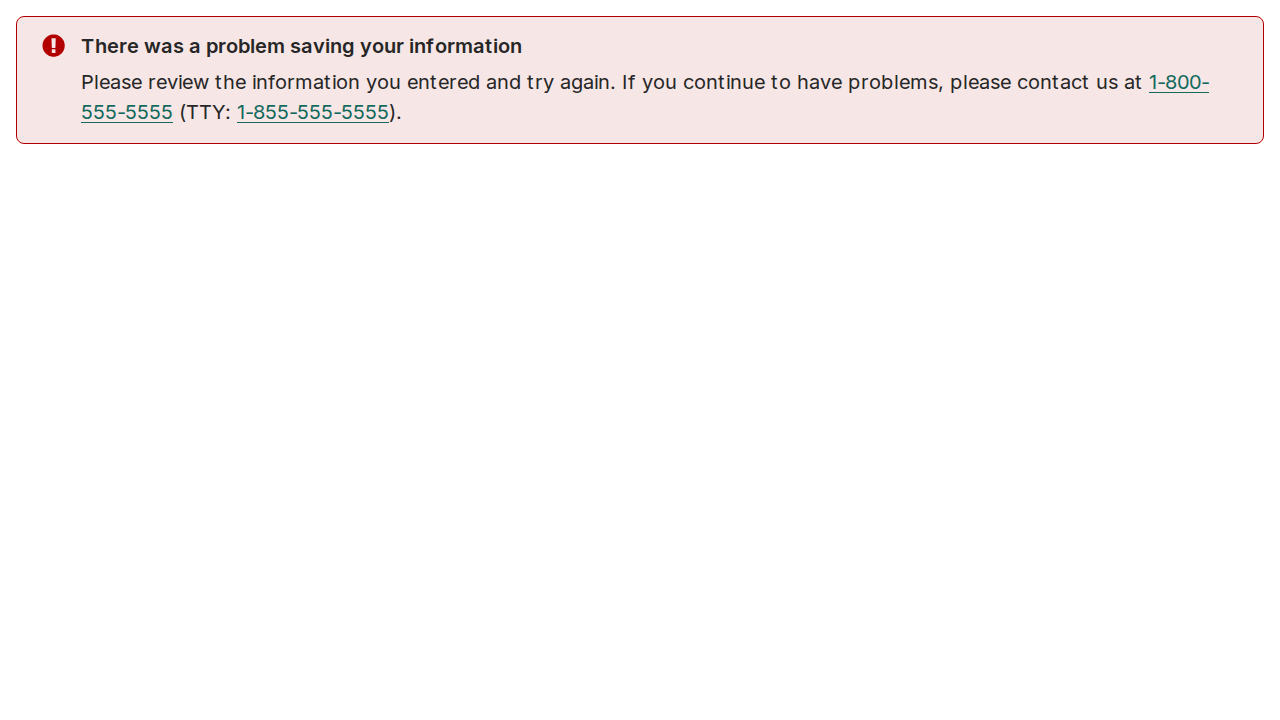 There was a problem saving your information
Please review the information you entered and try again. If you continue to have problems, please contact us at 1-800-
555-5555 (TTY: 1-855-555-5555).